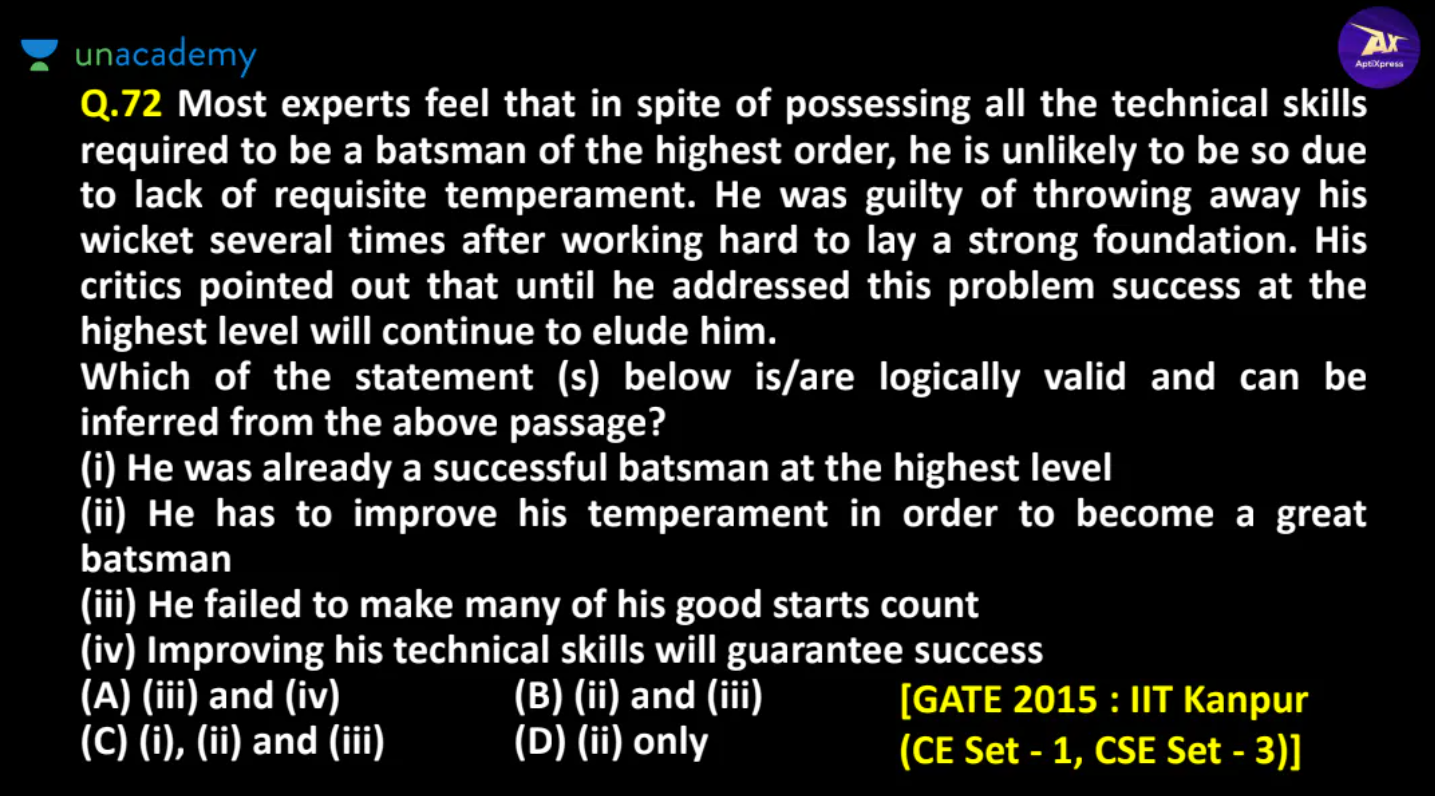 unacademy
AX
AptiXpress
Q.72 Most experts feel that in spite of possessing all the technical skills
required to be a batsman of the highest order, he is unlikely to be so due
to lack of requisite temperament. He was guilty of throwing away his
wicket several times after working hard to lay a strong foundation. His
critics pointed out that until he addressed this problem success at the
highest level will continue to elude him.
Which of the statement (s) below is/are logically valid and can be
inferred from the above passage?
(i) He was already a successful batsman at the highest level
(ii) He has to improve his temperament in order to become a great
batsman
(iii) He failed to make many of his good starts count
(iv) Improving his technical skills will guarantee success
(A) (iii) and (iv) (B) (ii) and (iii) [GATE 2015 : IIT Kanpur
(C) (i), (ii) and (iii) (D) (ii) only (CE Set - 1, CSE Set - 3)]